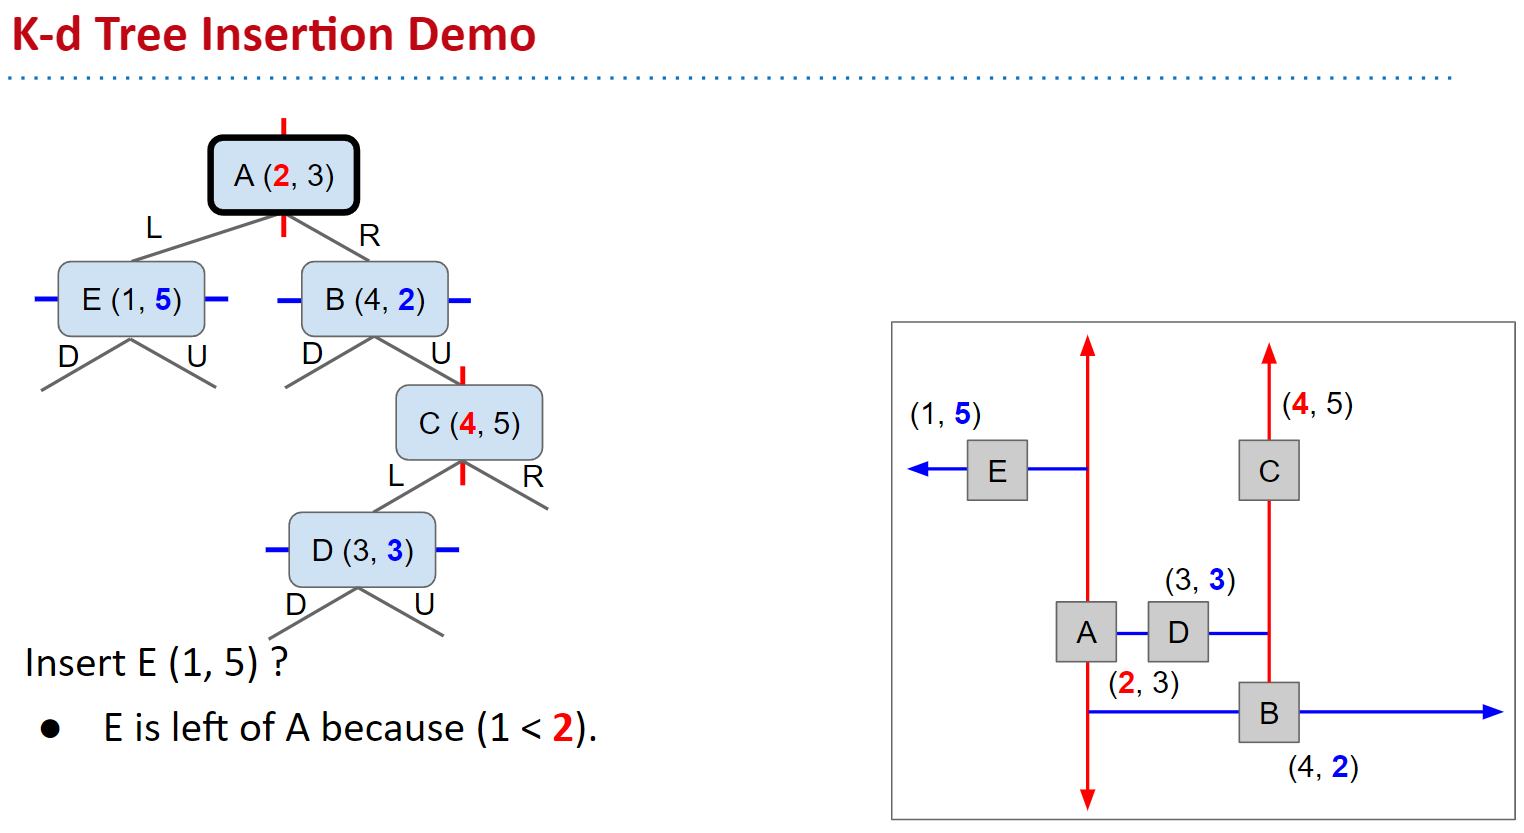 K-d Tree Insertion Demo
A (2, 3)
L
R
E (1, 5)
B (4, 2)
D
U
D
U
C (4, 5)
L
R
D (3, 3)
D
U
Insert E (1, 5) ?
● E is left of A because (1 < 2).
(1, 5)
(4, 5)
E
C
(3, 3)
A
D
(2, 3)
B
(4, 2)